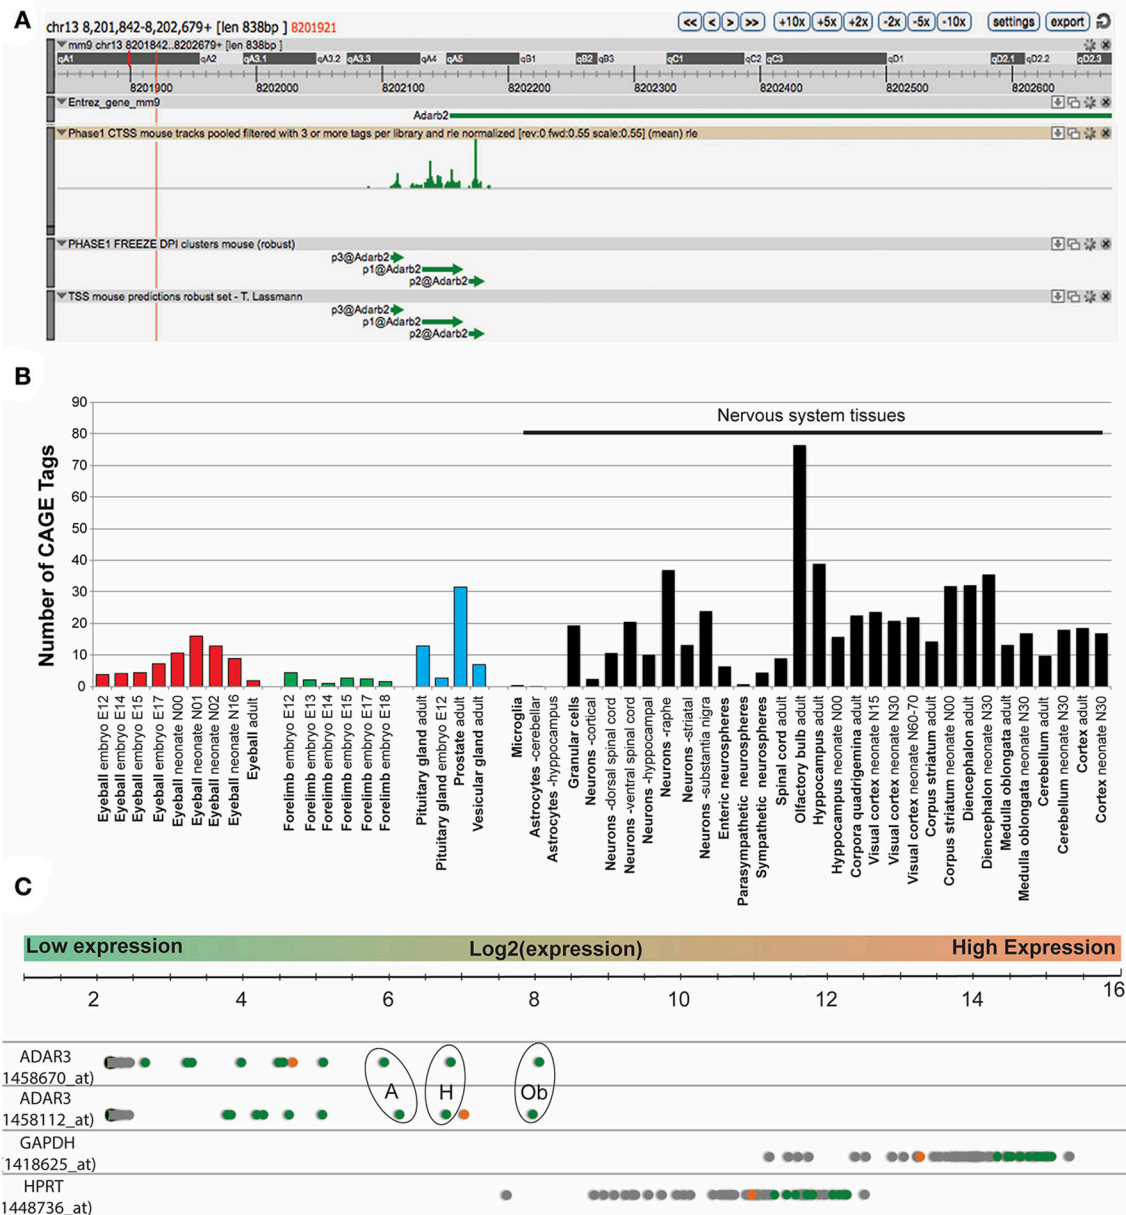 A
chr13 8,201,842-8,202,679+ [len 838bp ] 8201921
<< < > >> +10x +5x +2x -2x -5x -10x settings export
mm9 chr13 8201842..8202679+ [len 838bp ]
qA1 qA2 qA3.1 qA3.2 qA3.3 qA4 qA5 qB1 qB2 qB3 qC1 qC2 qC3 qD1 qD2.1 qD2.2 qD2.3
8201900 8202000 8202100 8202200 8202300 8202400 8202500 8202600
Entrez_gene_mm9
Adarb2
Phase1 CTSS mouse tracks pooled filtered with 3 or more tags per library and rle normalized [rev:0 fwd:0.55 scale:0.55] (mean) rle
PHASE1 FREEZE DPI clusters mouse (robust)
p3@Adarb2
p1@Adarb2
p2@Adarb2
TSS mouse predictions robust set - T. Lassmann
p3@Adarb2
p1@Adarb2
p2@Adarb2
B
Number of CAGE Tags
90
80
70
60
50
40
30
20
10
0
Nervous system tissues
Eyeball embryo E12
Eyeball embryo E14
Eyeball embryo E15
Eyeball embryo E17
Eyeball neonate N00
Eyeball neonate N01
Eyeball neonate N02
Eyeball neonate N16
Eyeball adult
Forelimb embryo E12
Forelimb embryo E13
Forelimb embryo E14
Forelimb embryo E15
Forelimb embryo E17
Forelimb embryo E18
Pituitary gland adult
Pituitary gland embryo E12
Prostate adult
Vesicular gland adult
Microglia
Astrocytes -cerebellar
Astrocytes -hyppocampus
Granular cells
Neurons -cortical
Neurons -dorsal spinal cord
Neurons -ventral spinal cord
Neurons -hyppocampal
Neurons -raphe
Neurons -striatal
Neurons -substantia nigra
Enteric neurospheres
Parasympathetic neurospheres
Sympathetic neurospheres
Spinal cord adult
Olfactory bulb adult
Hyppocampus adult
Hyppocampus neonate N00
Corpora quadrigemina adult
Visual cortex neonate N15
Visual cortex neonate N30
Visual cortex neonate N60-70
Corpus striatum adult
Corpus striatum neonate N00
Diencephalon adult
Diencephalon neonate N30
Medulla oblongata adult
Medulla oblongata neonate N30
Cerebellum adult
Cerebellum neonate N30
Cortex adult
Cortex neonate N30
C
Low expression Log2(expression) High Expression
2 4 6 8 10 12 14 16
ADAR3
1458670_at)
A H Ob
ADAR3
1458112_at)
GAPDH
(1418625_at)
HPRT
(1448736_at)